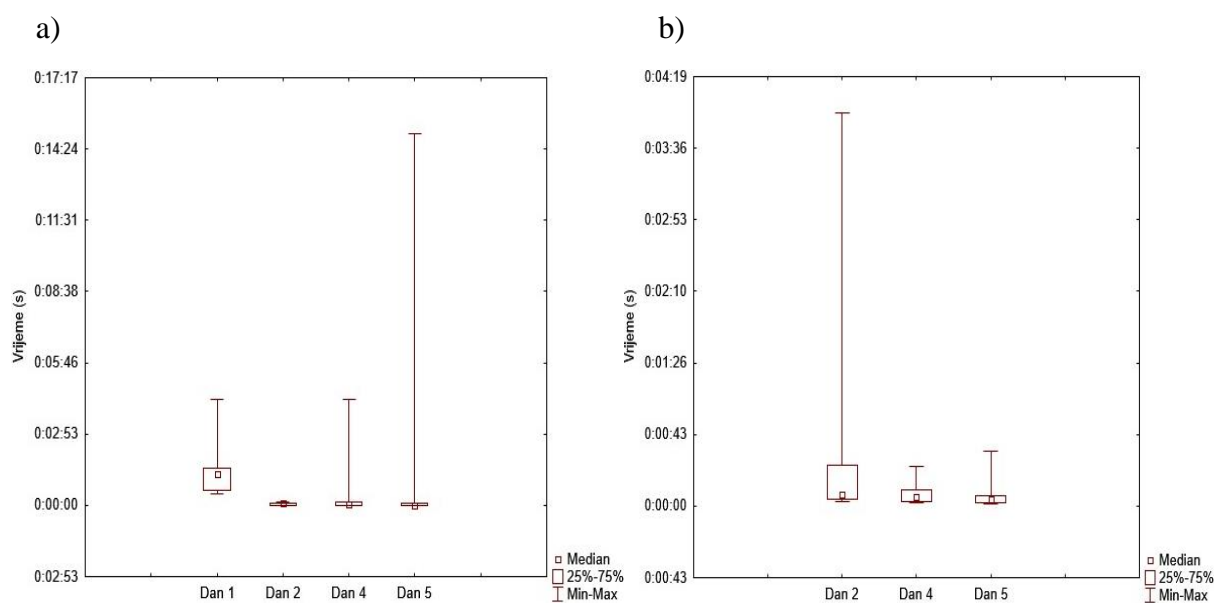 a)
0:17:17
0:14:24
0:11:31
0:08:38
0:05:46
0:02:53
0:00:00
0:02:53
Vrijeme (s)
Dan 1 Dan 2 Dan 4 Dan 5
Median
25%-75%
Min-Max
b)
0:04:19
0:03:36
0:02:53
0:02:10
0:01:26
0:00:43
0:00:00
0:00:43
Vrijeme (s)
Dan 2 Dan 4 Dan 5
Median
25%-75%
Min-Max